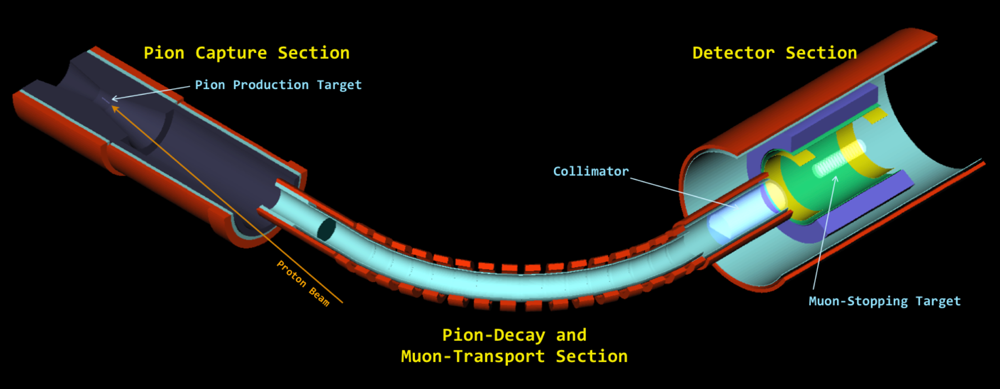 Pion Capture Section
Detector Section
Pion Production Target
Collimator
Proton Beam
Muon-Stopping Target
Pion-Decay and
Muon-Transport Section